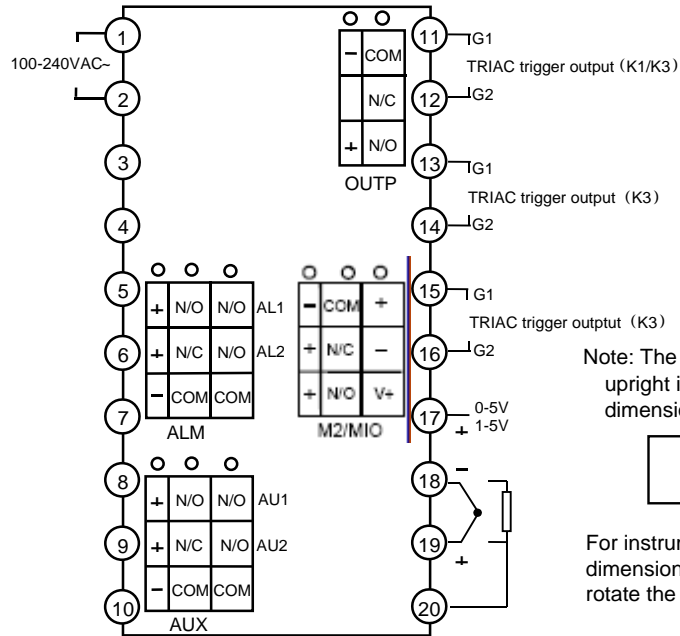 1
2
3
4
5
6
7
8
9
10
100-240VAC~
- COM
N/C
+ N/O
OUTP
11 G1
TRIAC trigger output (K1/K3)
12 G2
13 G1
TRIAC trigger output (K3)
14 G2
15 G1
TRIAC trigger outptut (K3)
16 G2
17 0-5V
+ 1-5V
18 -
19 +
20
+ N/O N/O AL1
+ N/C N/O AL2
- COM COM
ALM
- COM +
+ N/C -
+ N/O V+
M2/MIO
+ N/O N/O AU1
+ N/C N/O AU2
- COM COM
AUX
Note: The
upright i
dimensio
For instrum
dimension
rotate the